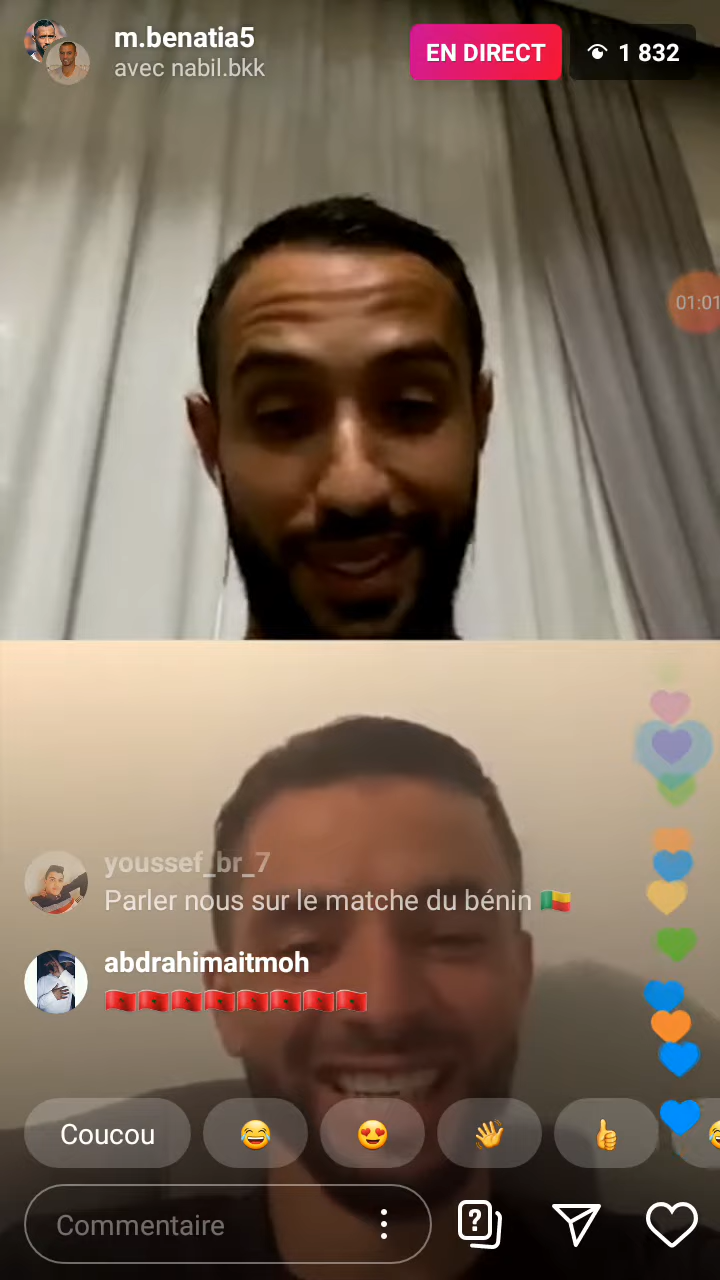 m.benatia5
avec nabil.bkk
EN DIRECT
1 832
01:01
youssef_br_7
Parler nous sur le matche du bénin 🇧🇯
abdrahimaitmoh
🇲🇦🇲🇦🇲🇦🇲🇦🇲🇦🇲🇦🇲🇦🇲🇦
Coucou 😂 😍 👋 👍
Commentaire